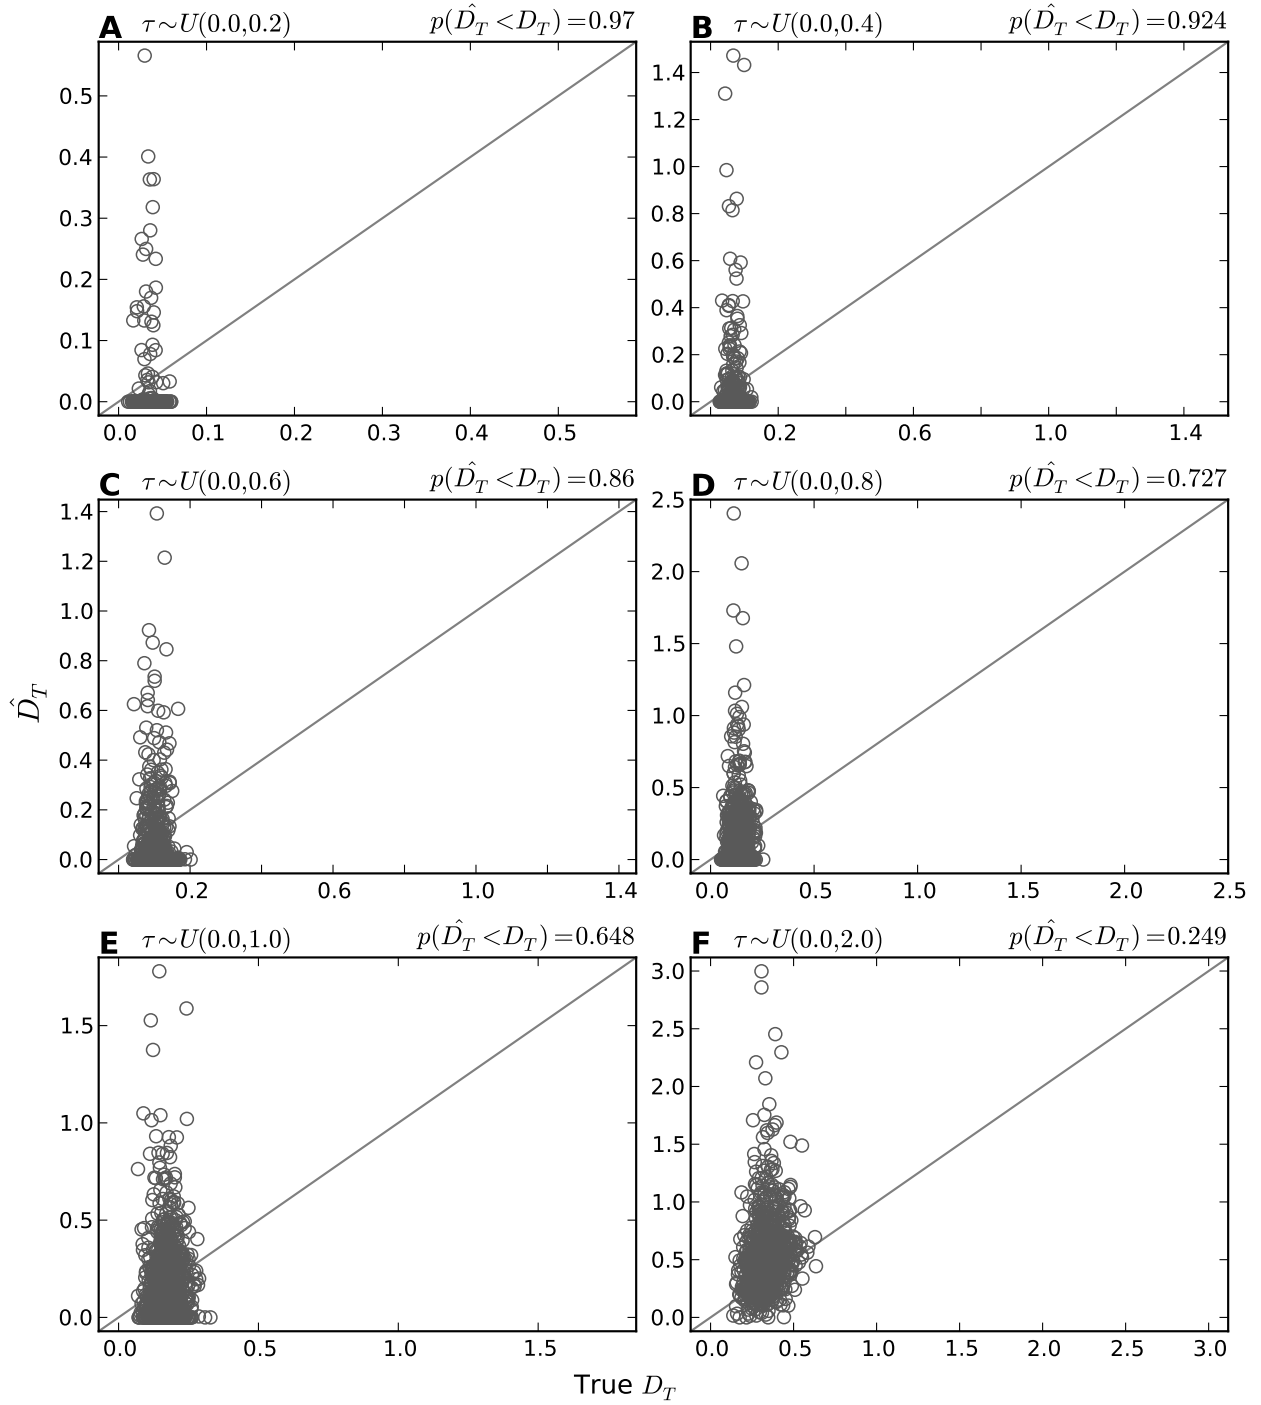 A τ∼U(0.0,0.2) p(D̂_T<D_T)=0.97
0.5
0.4
0.3
0.2
0.1
0.0
0.0 0.1 0.2 0.3 0.4 0.5
B τ∼U(0.0,0.4) p(D̂_T<D_T)=0.924
1.4
1.2
1.0
0.8
0.6
0.4
0.2
0.0
0.2 0.6 1.0 1.4
C τ∼U(0.0,0.6) p(D̂_T<D_T)=0.86
1.4
1.2
1.0
0.8
0.6
0.4
0.2
0.0
0.2 0.6 1.0 1.4
D̂_T
D τ∼U(0.0,0.8) p(D̂_T<D_T)=0.727
2.5
2.0
1.5
1.0
0.5
0.0
0.0 0.5 1.0 1.5 2.0 2.5
E τ∼U(0.0,1.0) p(D̂_T<D_T)=0.648
1.5
1.0
0.5
0.0
0.0 0.5 1.0 1.5
F τ∼U(0.0,2.0) p(D̂_T<D_T)=0.249
3.0
2.5
2.0
1.5
1.0
0.5
0.0
0.0 0.5 1.0 1.5 2.0 2.5 3.0
True D_T